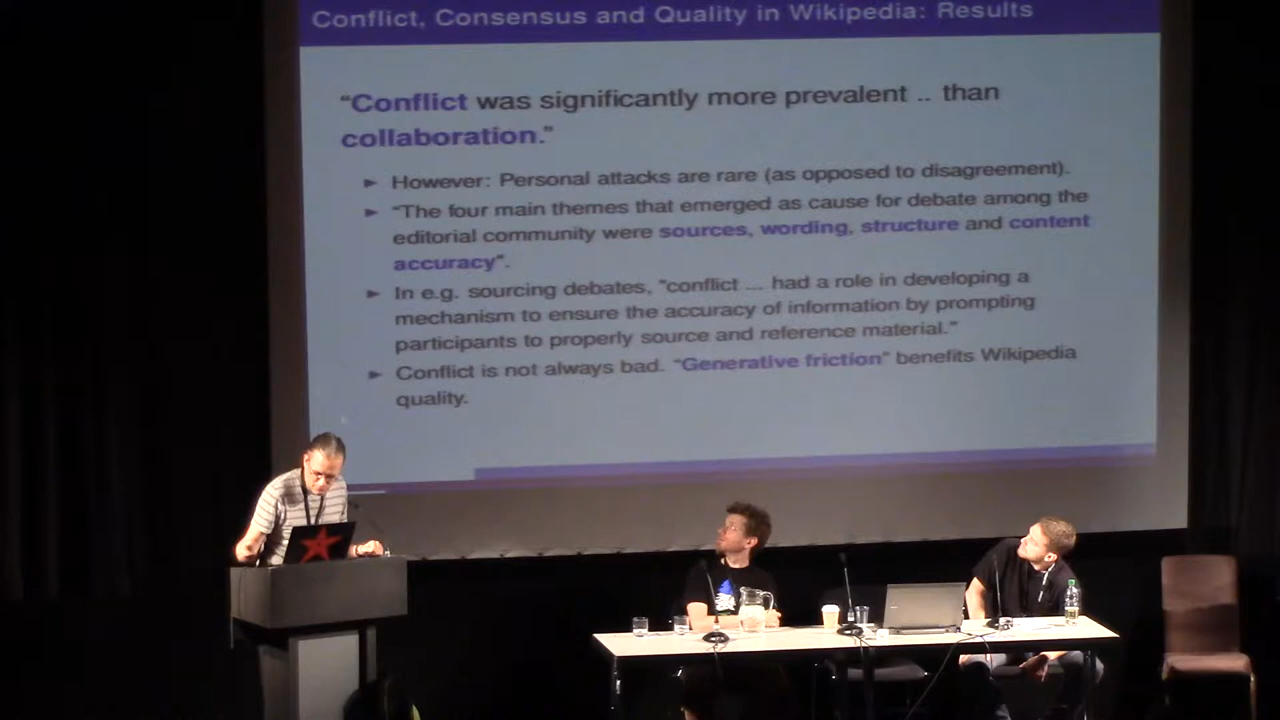 Conflict, Consensus and Quality in Wikipedia: Results
“Conflict was significantly more prevalent .. than
collaboration.”
► However: Personal attacks are rare (as opposed to disagreement).
► “The four main themes that emerged as cause for debate among the
editorial community were sources, wording, structure and content
accuracy”.
► In e.g. sourcing debates, “conflict ... had a role in developing a
mechanism to ensure the accuracy of information by prompting
participants to properly source and reference material.”
► Conflict is not always bad. “Generative friction” benefits Wikipedia
quality.